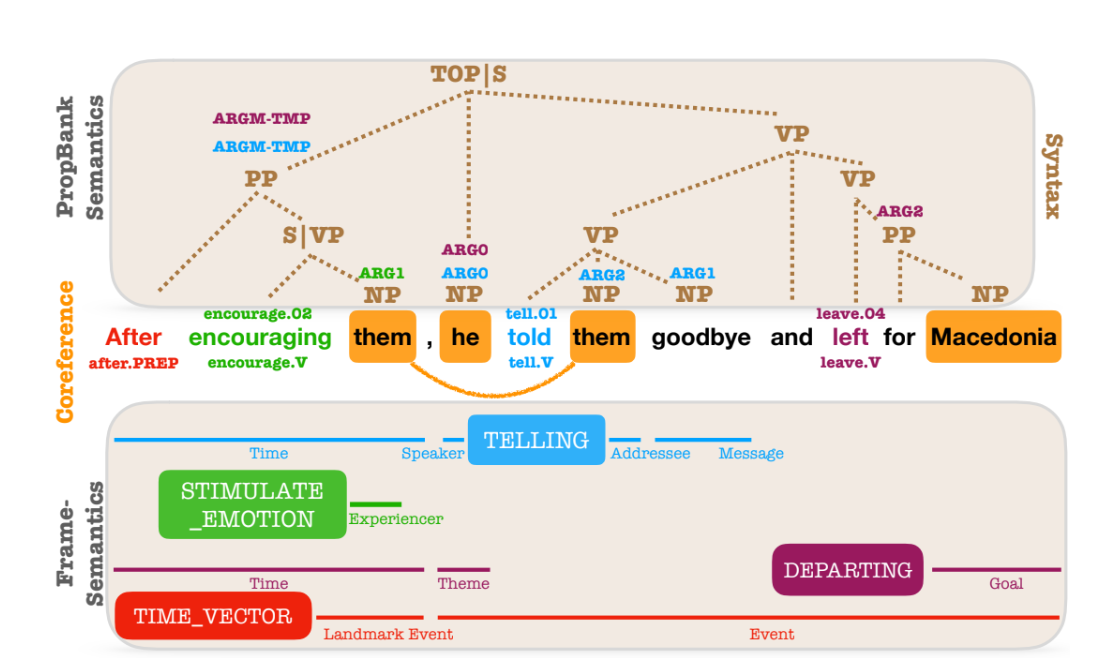 PropBank
Semantics
Syntax
TOP|S
ARGM-TMP
ARGM-TMP
VP
PP
VP
ARG2
S|VP
VP
PP
ARG0
ARG1
ARG0
ARG2
ARG1
NP
NP
NP
NP
NP
Coreference
encourage.02
tell.01
leave.04
After encouraging them , he told them goodbye and left for Macedonia
after.PREP
encourage.V
tell.V
leave.V
Frame-
Semantics
TELLING
Time
Speaker
Addressee
Message
STIMULATE
_EMOTION
Experiencer
DEPARTING
Time
Theme
Goal
TIME_VECTOR
Landmark Event
Event